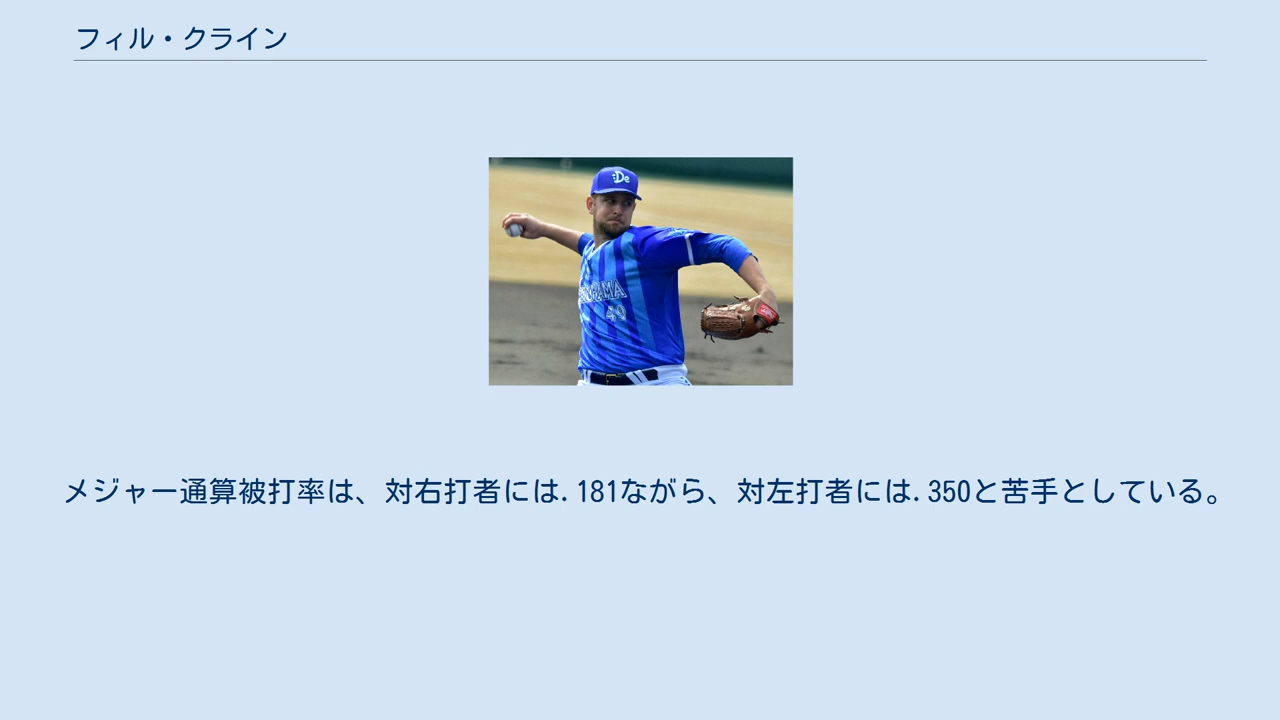 フィル・クライン
:De
49
メジャー通算被打率は、対右打者には.181ながら、対左打者には.350と苦手としている。